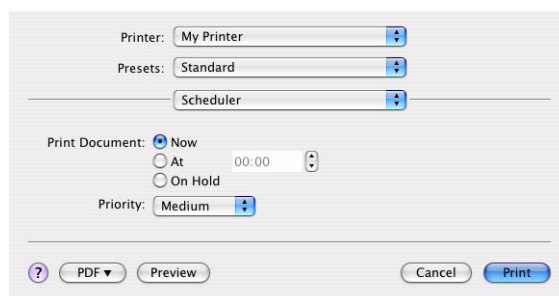 Printer: My Printer
Presets: Standard
Scheduler
Print Document: Now
At 00:00
On Hold
Priority: Medium
? PDF▼ Preview Cancel Print